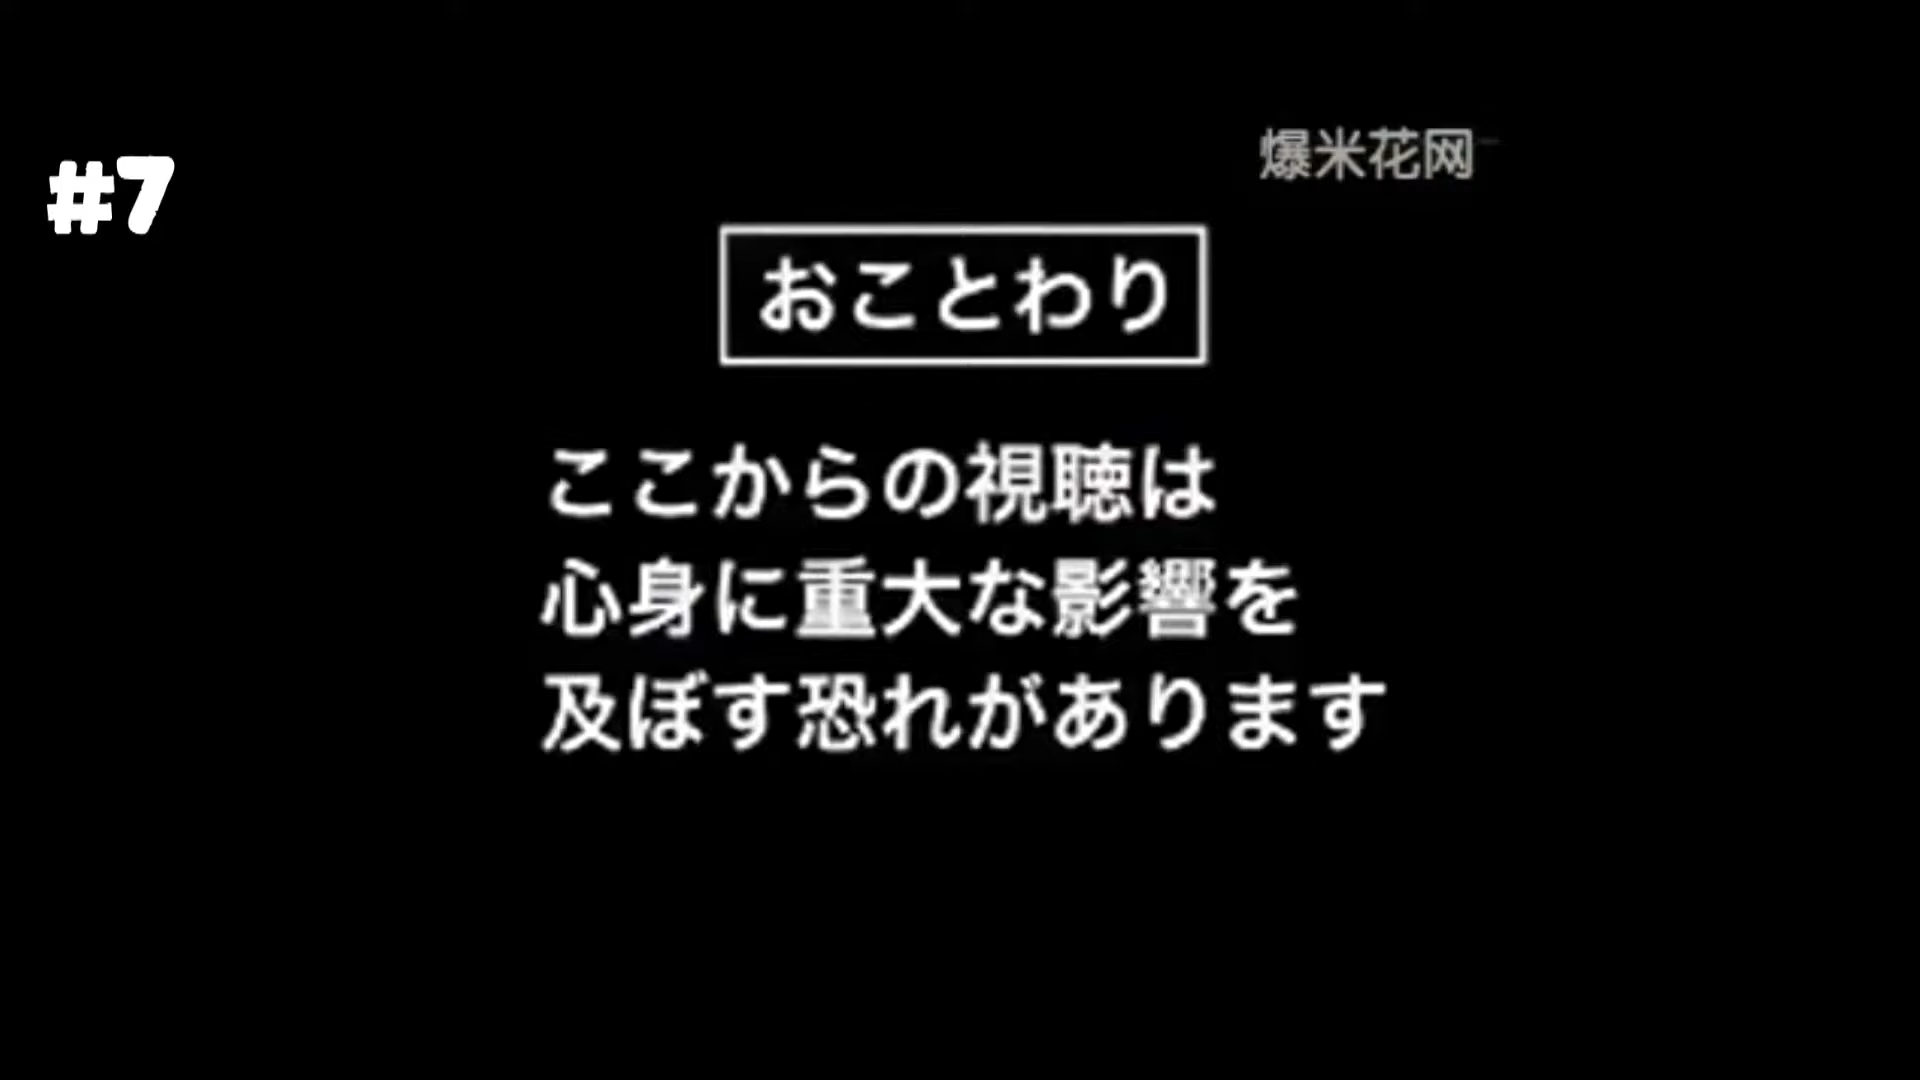 爆米花网
#7
おことわり
ここからの視聴は
心身に重大な影響を
及ぼす恐れがあります